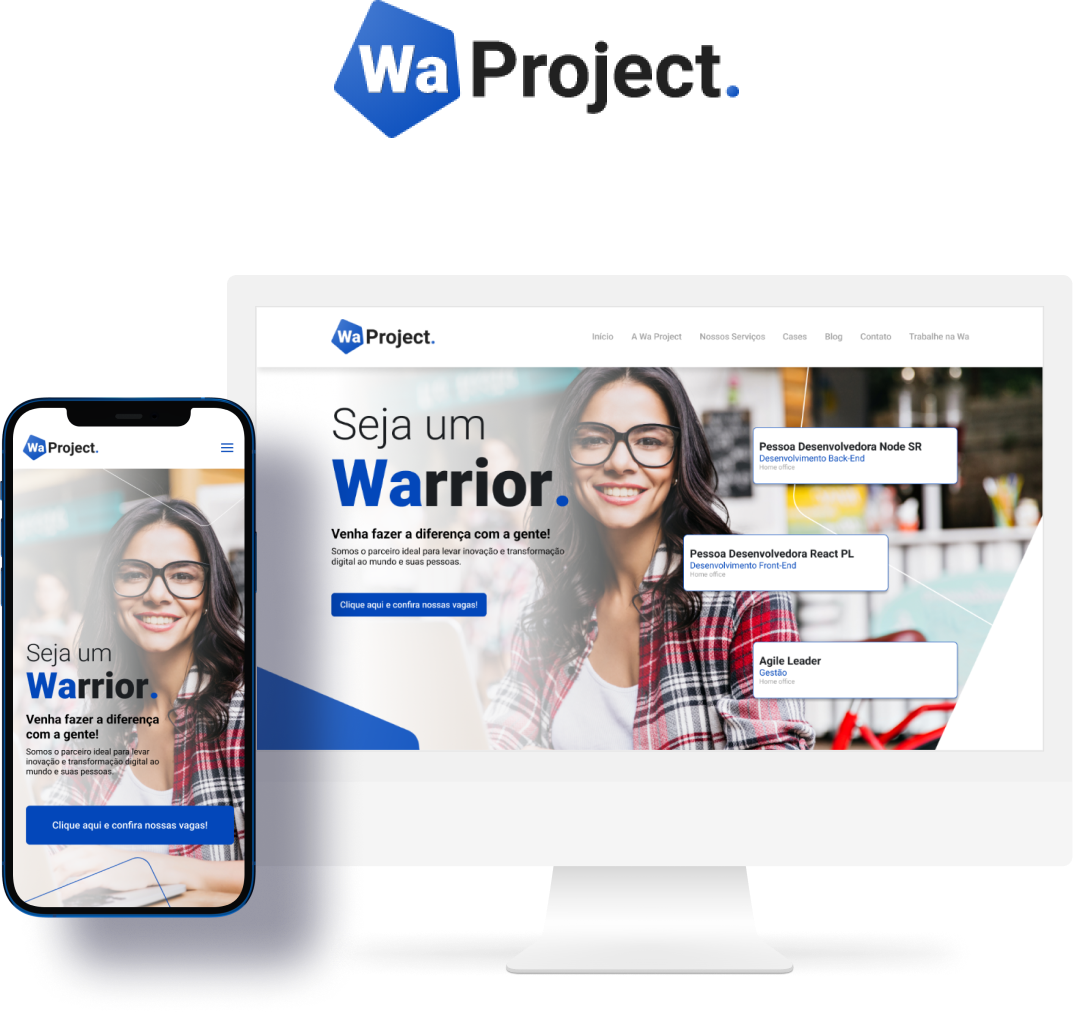 Wa Project.
Wa Project.
Início A Wa Project Nossos Serviços Cases Blog Contato Trabalhe na Wa
Seja um
Warrior.
Venha fazer a diferença com a gente!
Somos o parceiro ideal para levar inovação e transformação
digital ao mundo e suas pessoas.
Clique aqui e confira nossas vagas!
Pessoa Desenvolvedora Node SR
Desenvolvimento Back-End
Home office
Pessoa Desenvolvedora React PL
Desenvolvimento Front-End
Home office
Agile Leader
Gestão
Home office
Wa Project.
Seja um
Warrior.
Venha fazer a diferença
com a gente!
Somos o parceiro ideal para levar
inovação e transformação digital ao
mundo e suas pessoas.
Clique aqui e confira nossas vagas!